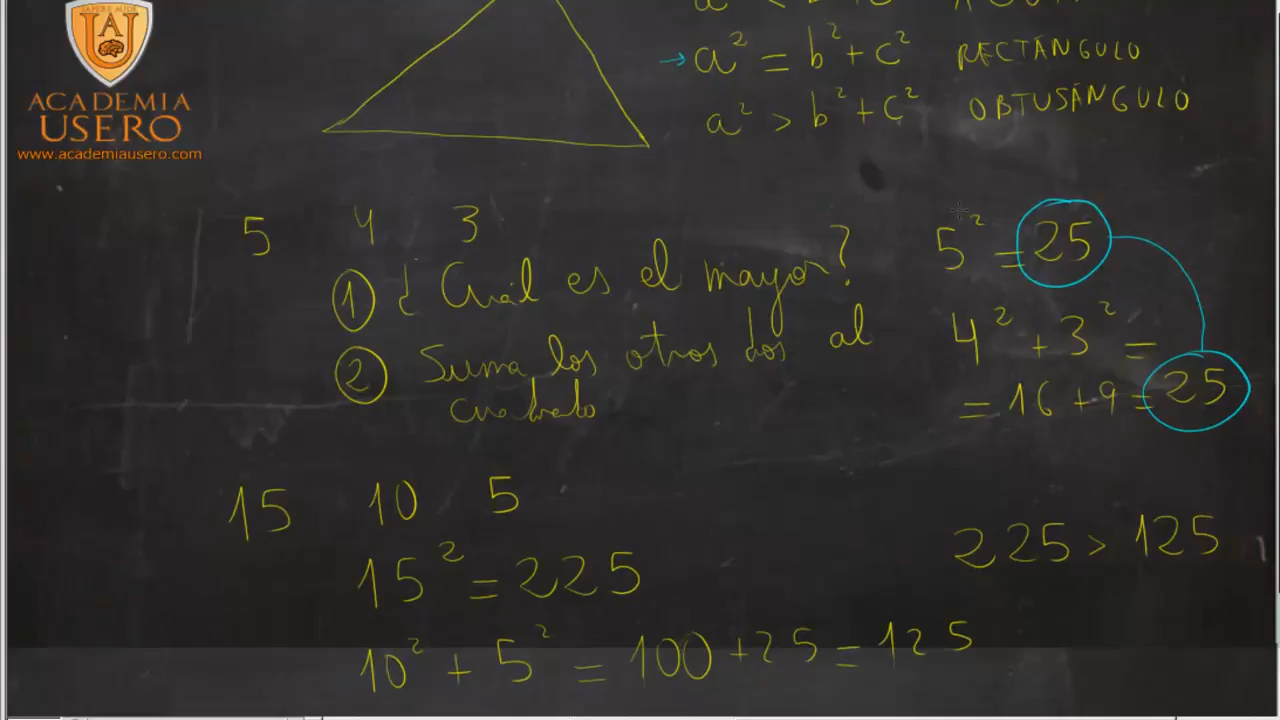 ACADEMIA
USERO
www.academiausero.com
→ a² = b² + c² RECTÁNGULO
a² > b² + c² OBTUSÁNGULO
5 4 3
① ¿Cuál es el mayor?
② Suma los otros dos al
cuadrado
5² = 25
4² + 3² =
= 16 + 9 = 25
15 10 5
15² = 225
225 > 125
10² + 5² = 100 + 25 = 125